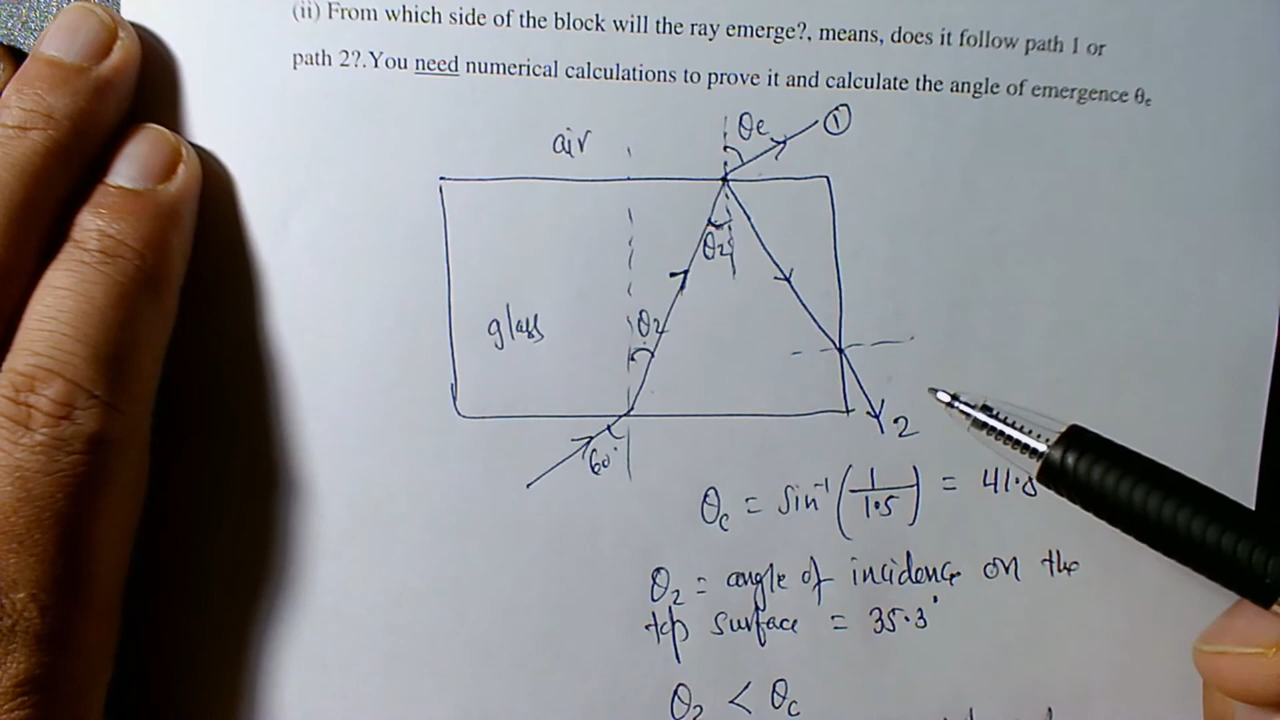 (ii) From which side of the block will the ray emerge?, means, does it follow path 1 or
path 2?.You need numerical calculations to prove it and calculate the angle of emergence θe
θe
①
air
θ2
θ2
glass
60°
2
θc = sin⁻¹(1/1.5) = 41.8
θ2 = angle of incidence on the
top surface = 35.3°
θ2 < θc